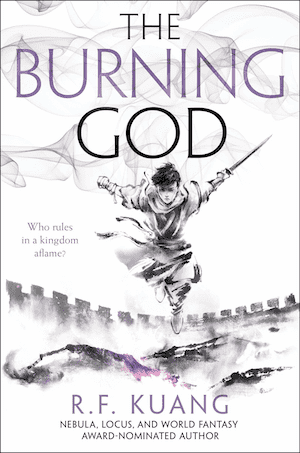 THE
BURNING
GOD
Who rules
in a kingdom
aflame?
R.F. KUANG
NEBULA, LOCUS, AND WORLD FANTASY
AWARD-NOMINATED AUTHOR